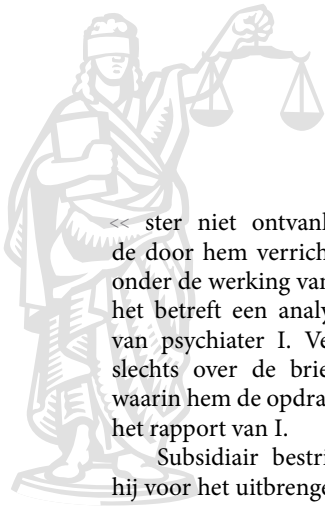 << ster niet ontvank
de door hem verrich
onder de werking van
het betreft een analy
van psychiater I. Ve
slechts over de brie
waarin hem de opdra
het rapport van I.
Subsidiair bestri
hij voor het uitbrenge